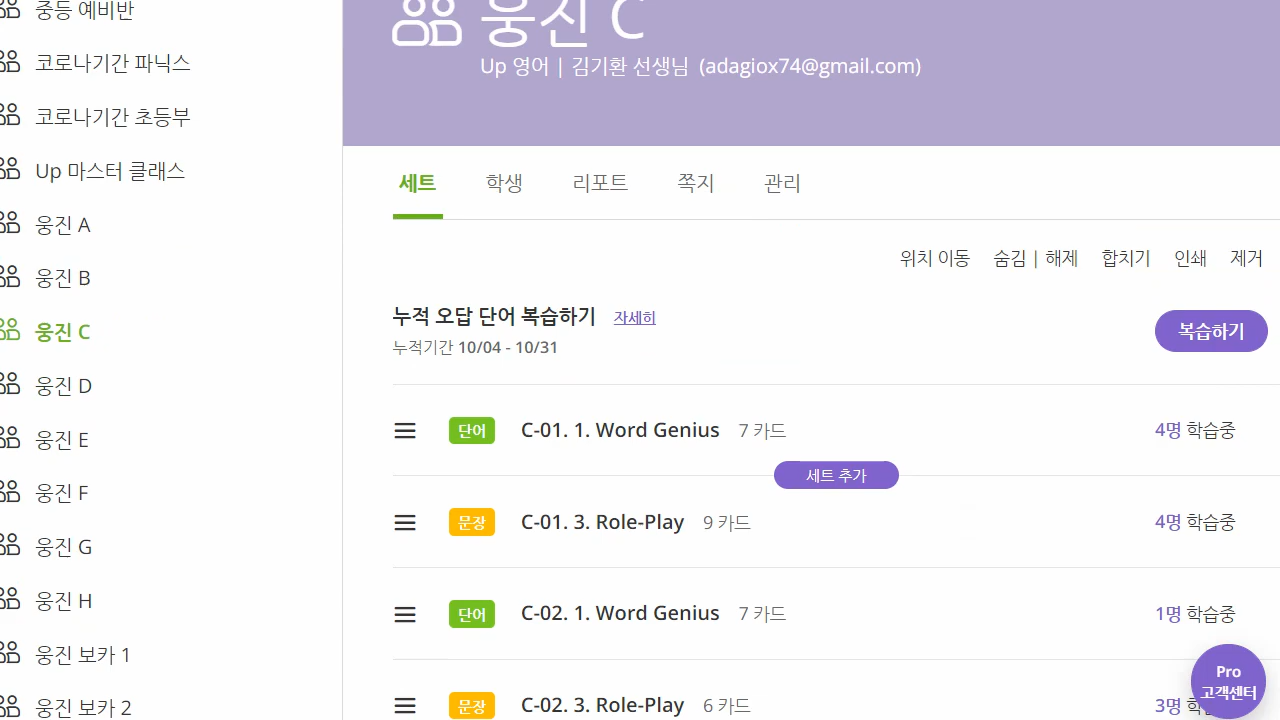 중등 예비반
코로나기간 파닉스
코로나기간 초등부
Up 마스터 클래스
웅진 A
웅진 B
웅진 C
웅진 D
웅진 E
웅진 F
웅진 G
웅진 H
웅진 보카 1
웅진 보카 2
웅진 C
Up 영어 | 김기환 선생님 (adagiox74@gmail.com)
세트 학생 리포트 쪽지 관리
위치 이동 숨김 | 해제 합치기 인쇄 제거
누적 오답 단어 복습하기 자세히
누적기간 10/04 - 10/31
복습하기
단어 C-01. 1. Word Genius 7 카드 4명 학습중
세트 추가
문장 C-01. 3. Role-Play 9 카드 4명 학습중
단어 C-02. 1. Word Genius 7 카드 1명 학습중
문장 C-02. 3. Role-Play 6 카드 3명
Pro
고객센터